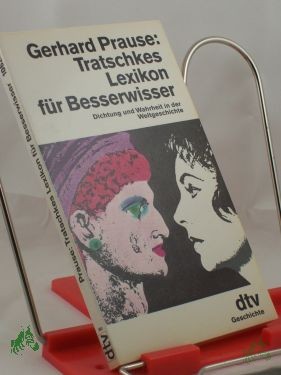 Gerhard Prause:
Tratschkes
Lexikon
für Besserwisser
Dichtung und Wahrheit in der
Weltgeschichte
dtv
Geschichte
Prause: Tratschkes Lexikon für Besserwisser
dtv